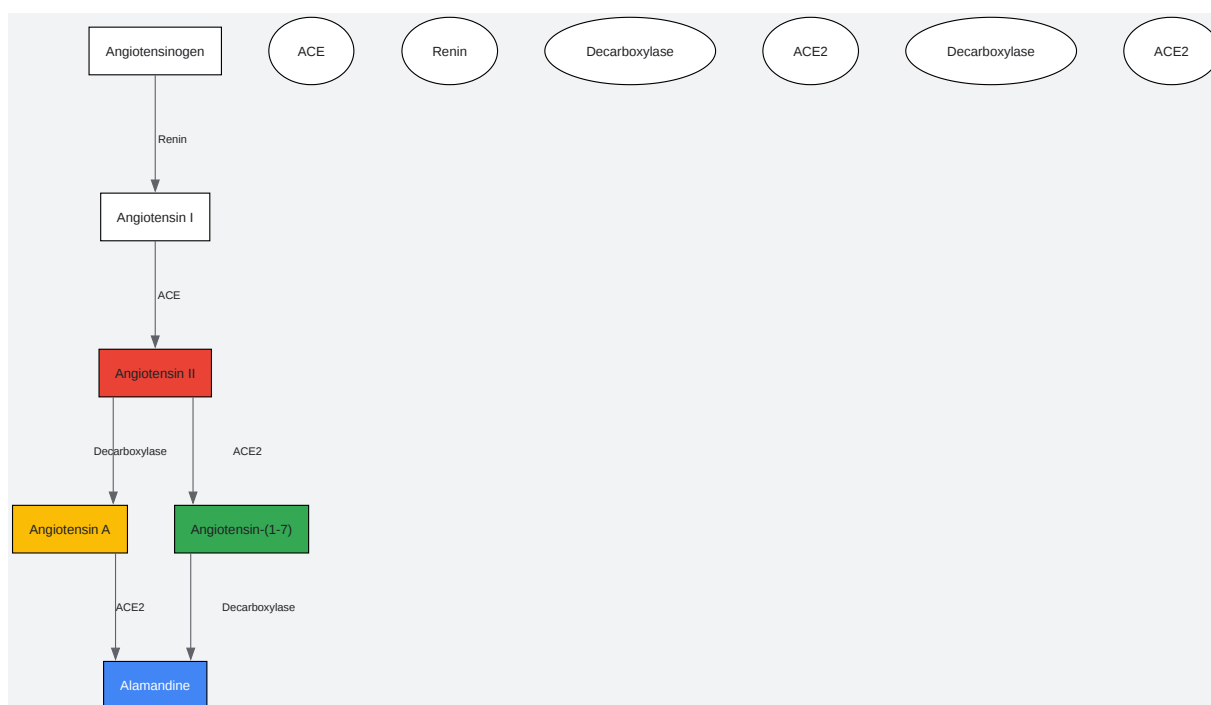 Angiotensinogen
ACE
Renin
Decarboxylase
ACE2
Decarboxylase
ACE2
Renin
Angiotensin I
ACE
Angiotensin II
Decarboxylase
ACE2
Angiotensin A
Angiotensin-(1-7)
ACE2
Decarboxylase
Alamandine